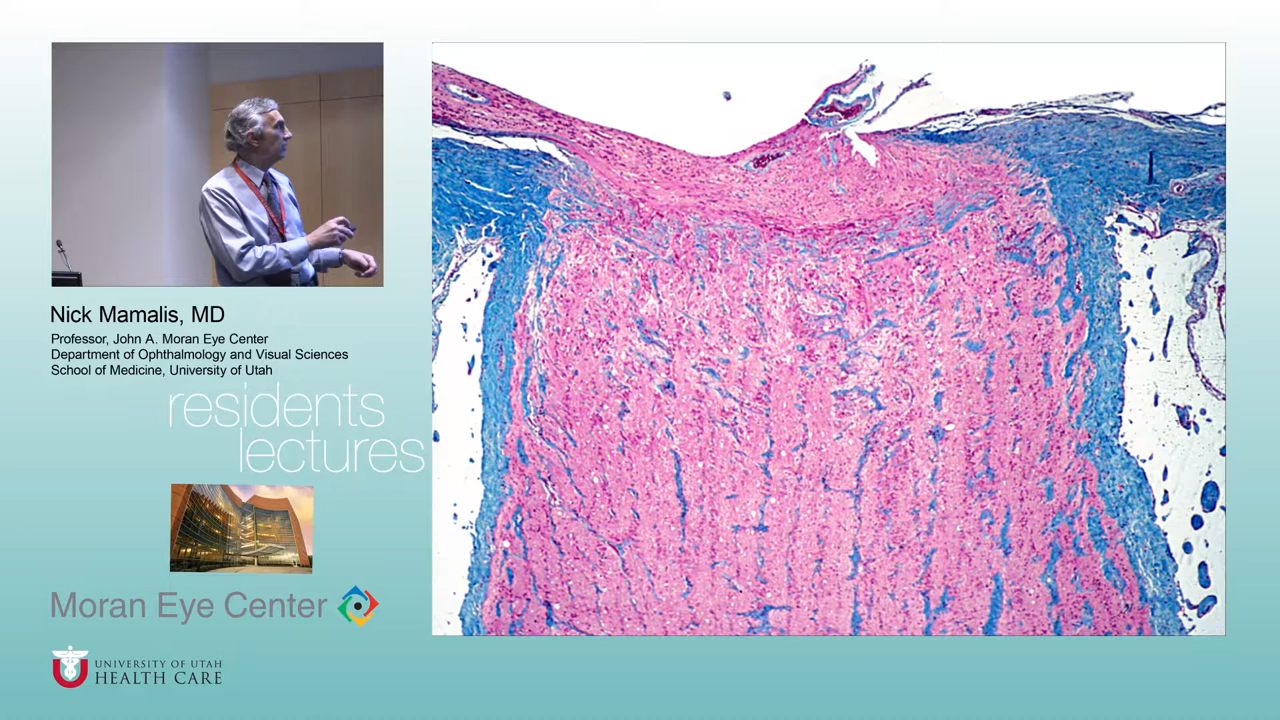 Nick Mamalis, MD
Professor, John A. Moran Eye Center
Department of Ophthalmology and Visual Sciences
School of Medicine, University of Utah
residents
lectures
Moran Eye Center
UNIVERSITY OF UTAH
HEALTH CARE